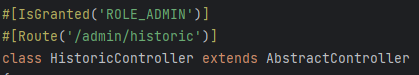 #[IsGranted('ROLE_ADMIN')]
#[Route('/admin/historic')]
class HistoricController extends AbstractController